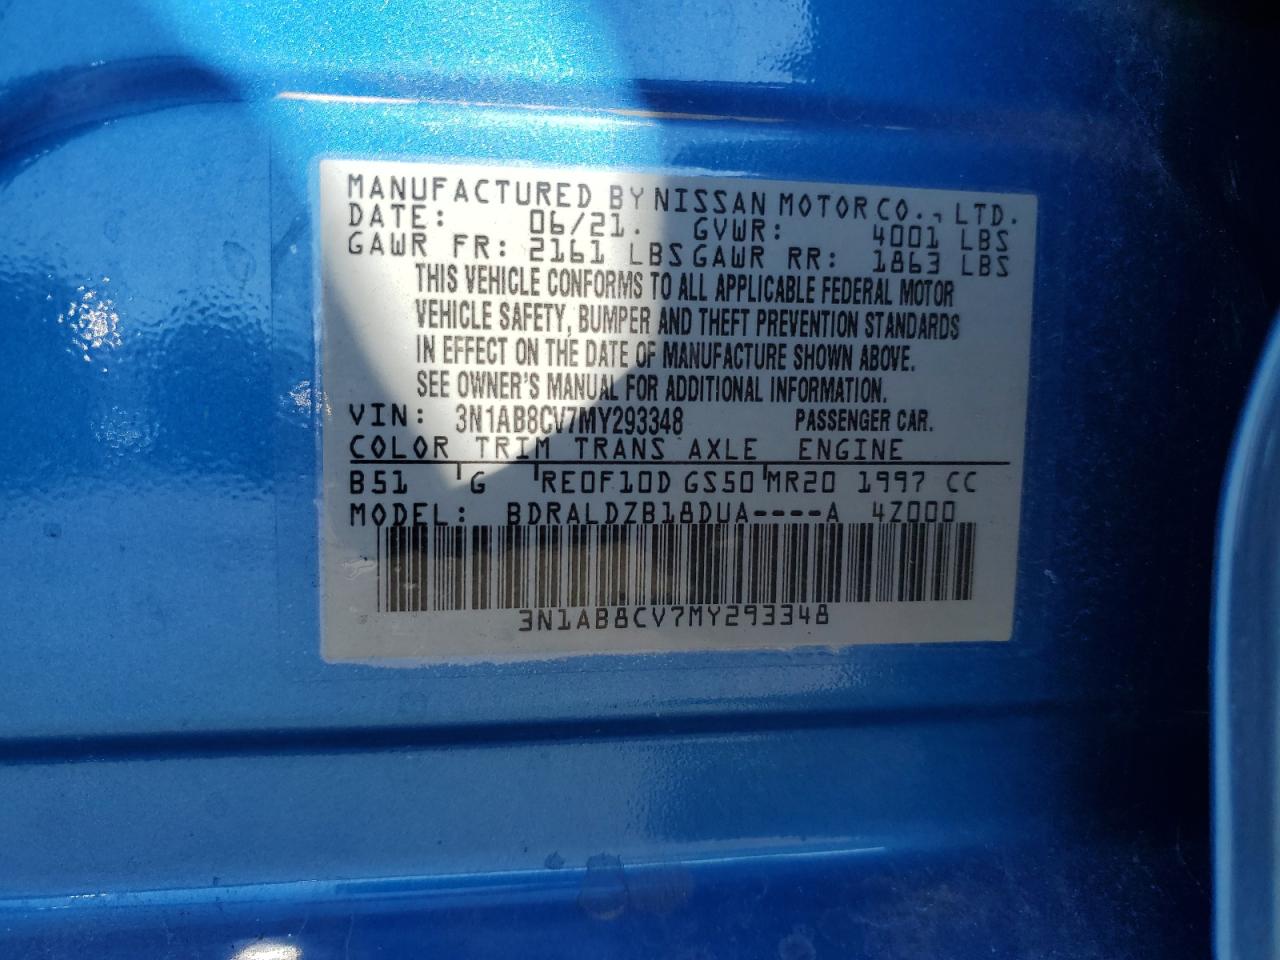 MANUFACTURED BY NISSAN MOTOR CO., LTD.
DATE: 06/21. GVWR: 4001 LBS
GAWR FR: 2161 LBS GAWR RR: 1863 LBS
THIS VEHICLE CONFORMS TO ALL APPLICABLE FEDERAL MOTOR
VEHICLE SAFETY, BUMPER AND THEFT PREVENTION STANDARDS
IN EFFECT ON THE DATE OF MANUFACTURE SHOWN ABOVE.
SEE OWNER'S MANUAL FOR ADDITIONAL INFORMATION.
VIN: 3N1AB8CV7MY293348 PASSENGER CAR.
COLOR TRIM TRANS AXLE ENGINE
B51 G RE0F10D GS50 MR20 1997 CC
MODEL: BDRALDZB18DUA----A 4Z000
3N1AB8CV7MY293348